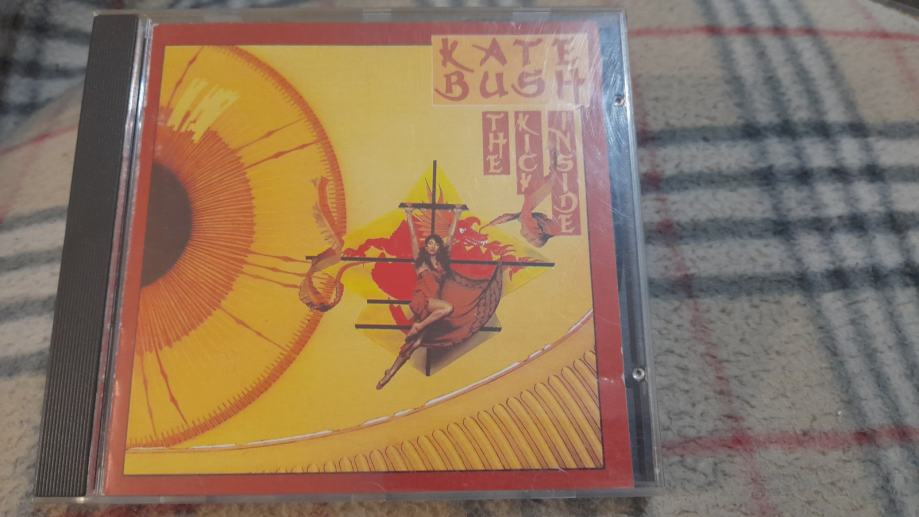 KATE
BUSH
THE
KICK
INSIDE